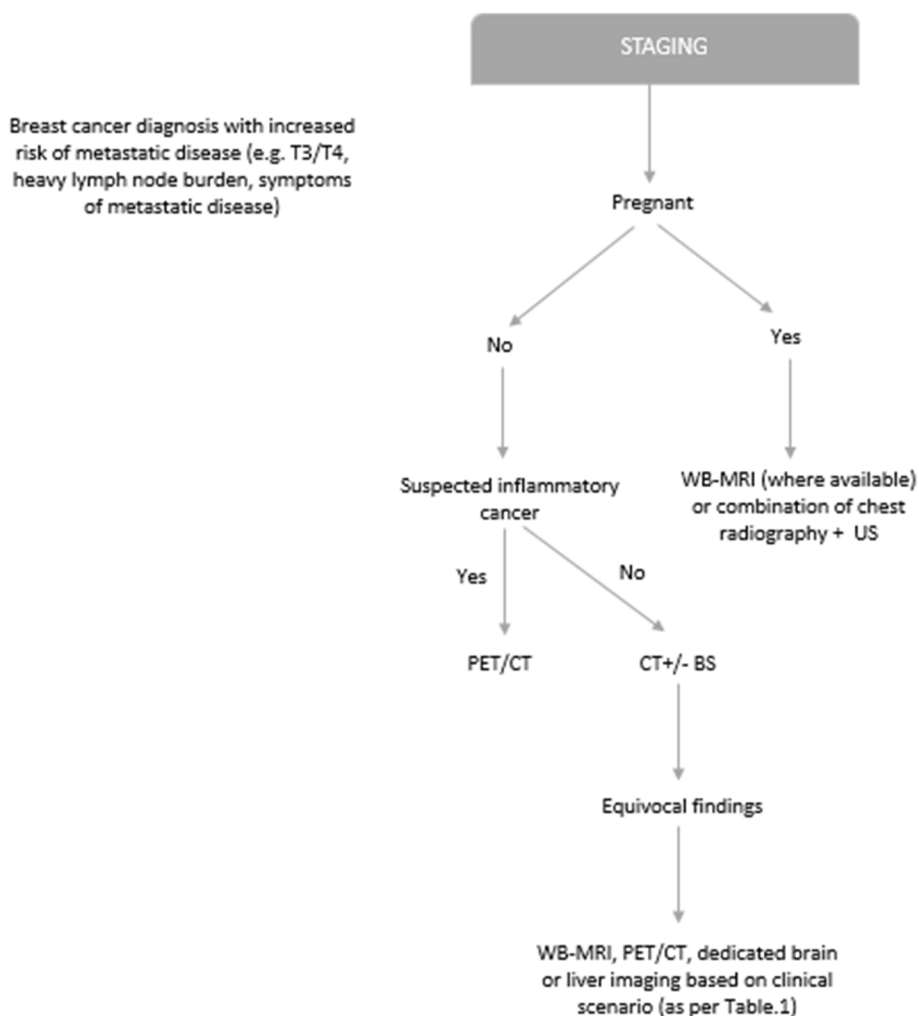 STAGING
Breast cancer diagnosis with increased
risk of metastatic disease (e.g. T3/T4,
heavy lymph node burden, symptoms
of metastatic disease)
Pregnant
No
Yes
Suspected inflammatory
cancer
WB-MRI (where available)
or combination of chest
radiography + US
Yes
No
PET/CT
CT+/- BS
Equivocal findings
WB-MRI, PET/CT, dedicated brain
or liver imaging based on clinical
scenario (as per Table.1)